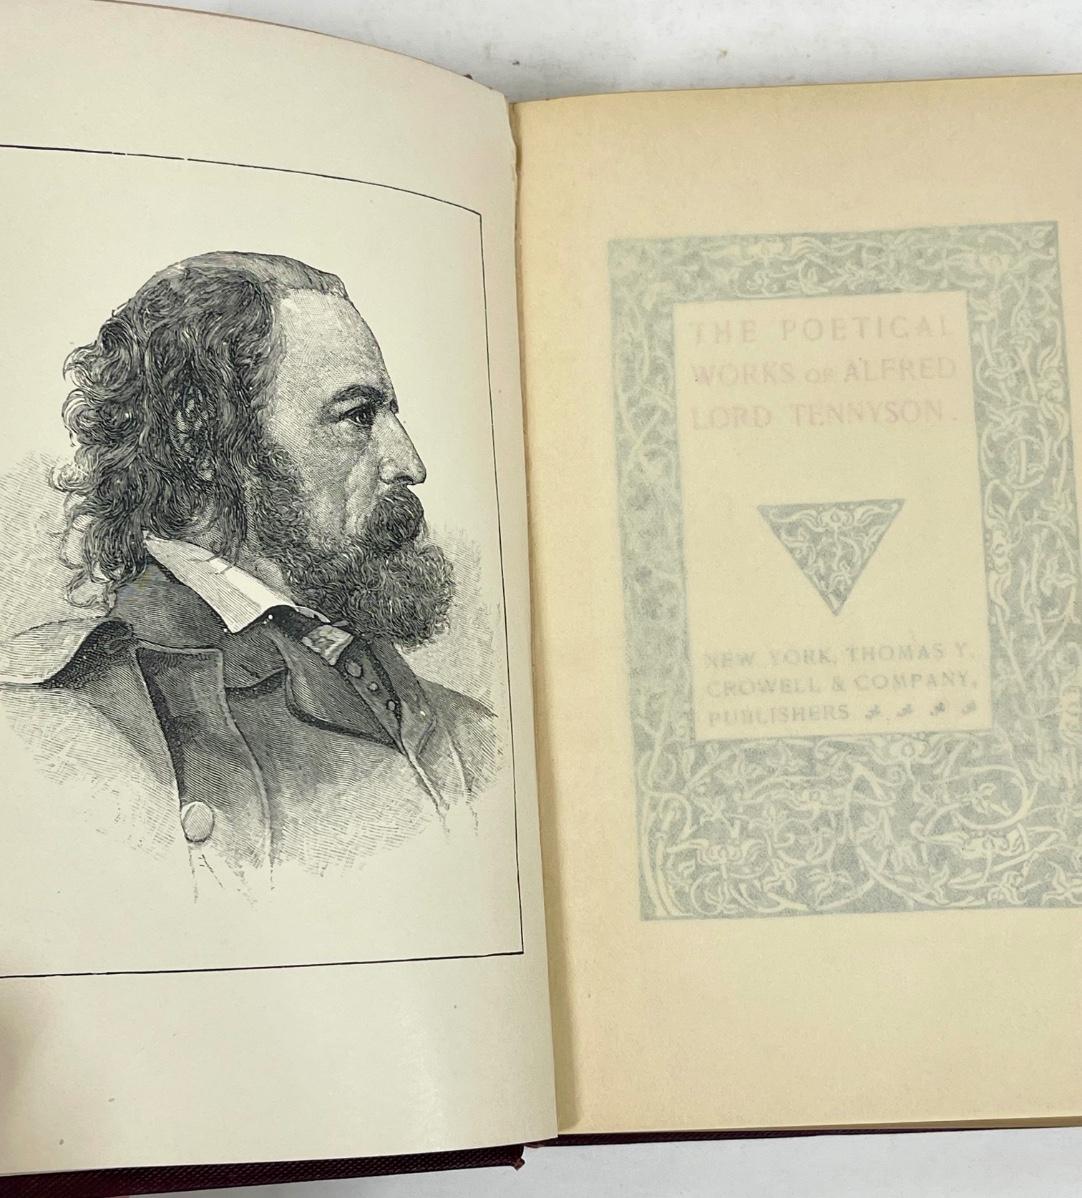 THE POETICAL
WORKS OF ALFRED
LORD TENNYSON.
NEW YORK, THOMAS Y.
CROWELL & COMPANY,
PUBLISHERS